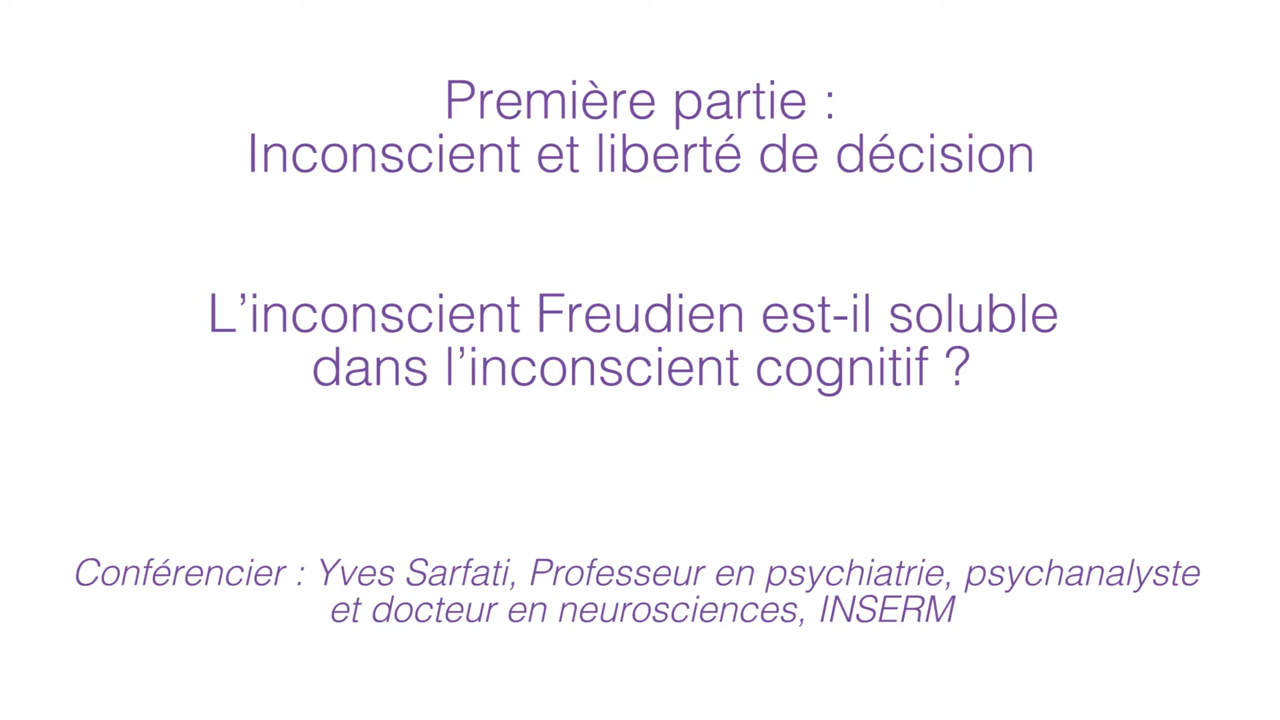 Première partie :
Inconscient et liberté de décision
L’inconscient Freudien est-il soluble
dans l’inconscient cognitif ?
Conférencier : Yves Sarfati, Professeur en psychiatrie, psychanalyste
et docteur en neurosciences, INSERM